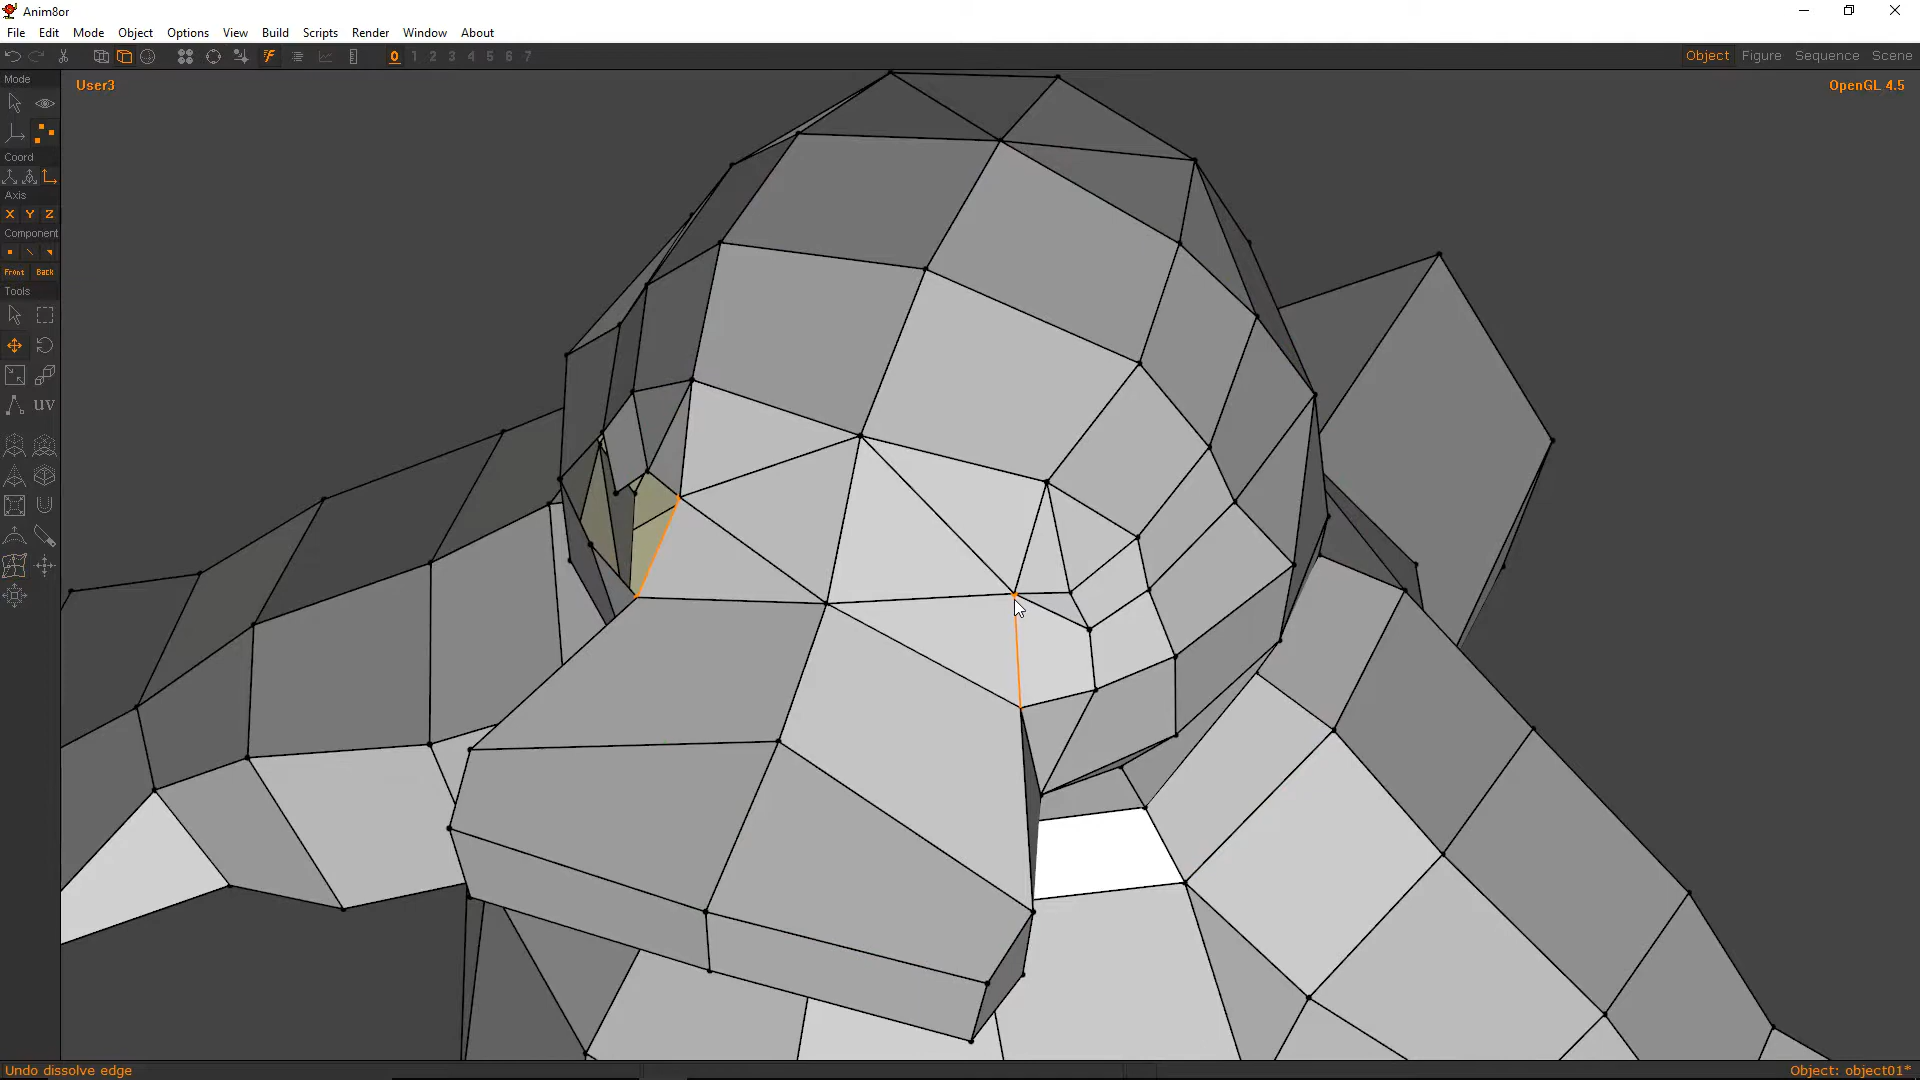 Anim8or
File Edit Mode Object Options View Build Scripts Render Window About
0 1 2 3 4 5 6 7 Object Figure Sequence Scene
Mode
User3
OpenGL 4.5
Coord
Axis
X Y Z
Component
Front Back
Tools
UV
Undo dissolve edge
Object: object01*